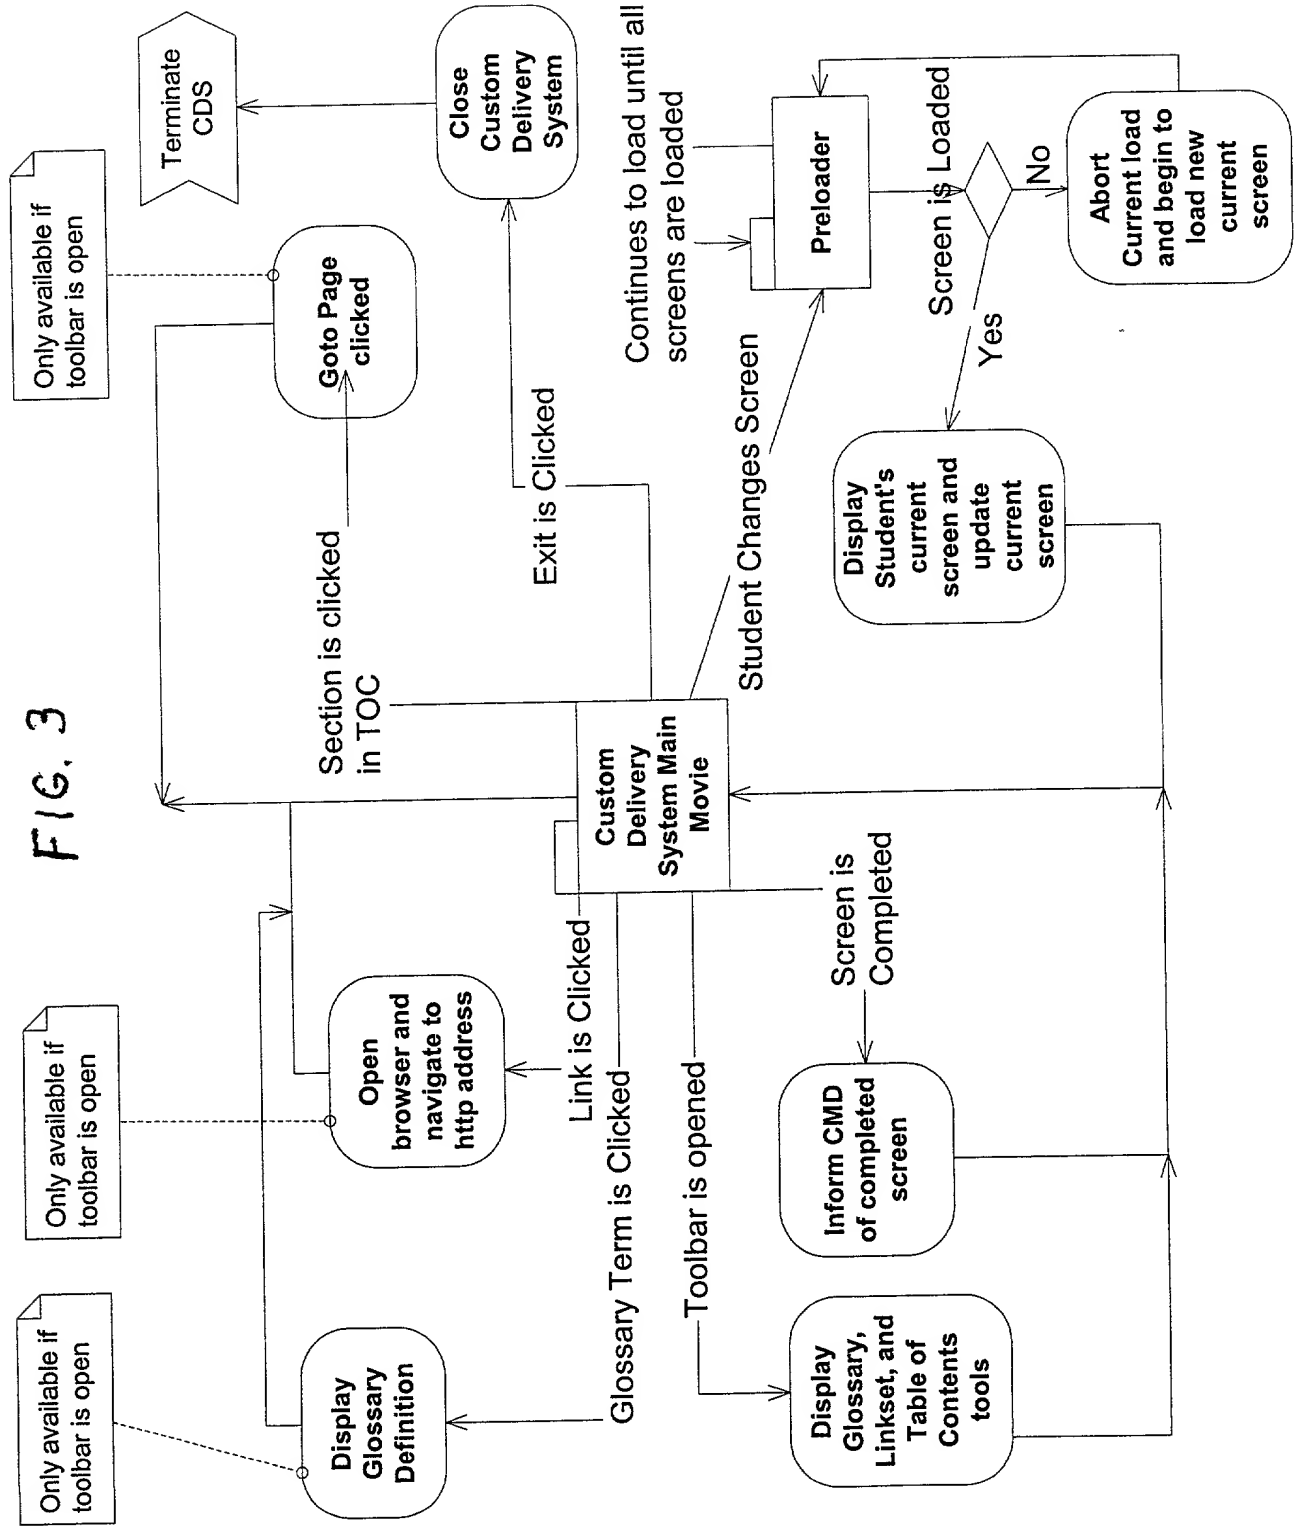 FIG. 3
Only available if
toolbar is open
Only available if
toolbar is open
Only available if
toolbar is open
Terminate
CDS
Display
Glossary
Definition
Open
browser and
navigate to
http address
Section is clicked
in TOC
Goto Page
clicked
Close
Custom
Delivery
System
Exit is Clicked
Link is Clicked
Glossary Term is Clicked
Toolbar is opened
Custom
Delivery
System Main
Movie
Continues to load until all
screens are loaded
Student Changes Screen
Preloader
Screen is Loaded
Display
Glossary,
Linkset, and
Table of
Contents
tools
Inform CMD
of completed
screen
Screen is
Completed
Display
Student's
current
screen and
update
current
screen
Yes
No
Abort
Current load
and begin to
load new
current
screen